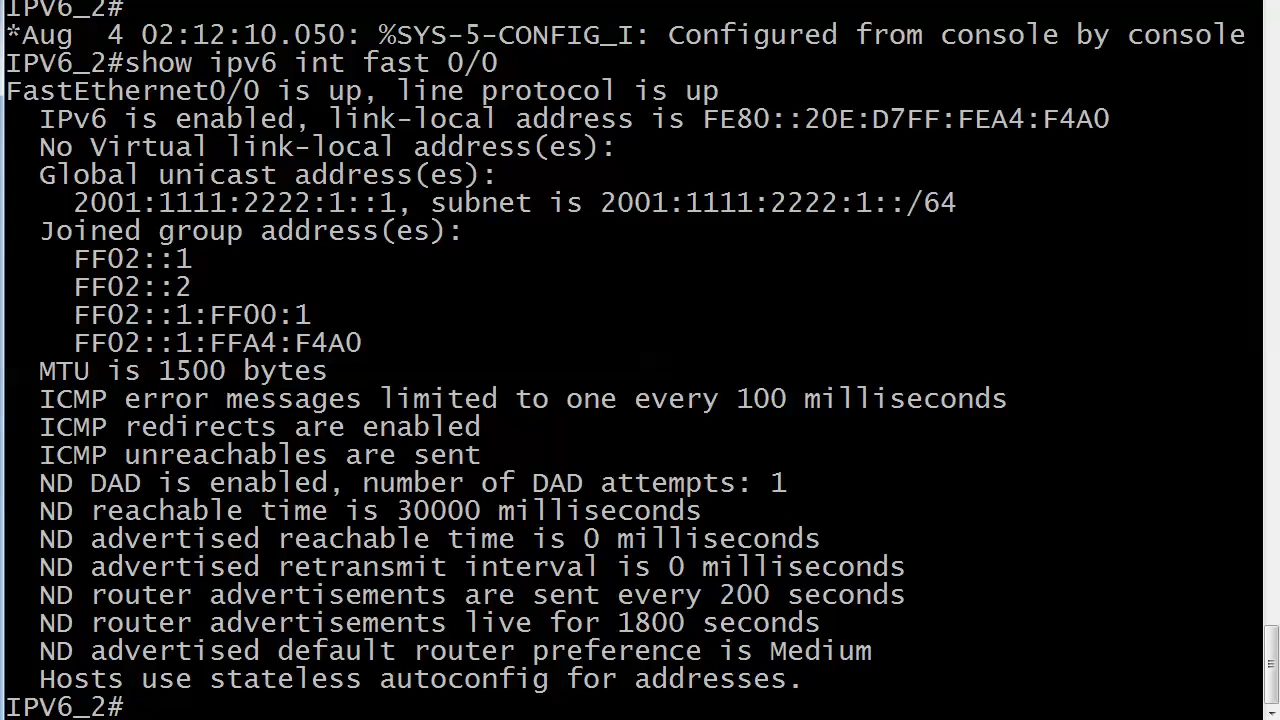 IPV6_2#
*Aug  4 02:12:10.050: %SYS-5-CONFIG_I: Configured from console by console
IPV6_2#show ipv6 int fast 0/0
FastEthernet0/0 is up, line protocol is up
  IPv6 is enabled, link-local address is FE80::20E:D7FF:FEA4:F4A0
  No Virtual link-local address(es):
  Global unicast address(es):
    2001:1111:2222:1::1, subnet is 2001:1111:2222:1::/64
  Joined group address(es):
    FF02::1
    FF02::2
    FF02::1:FF00:1
    FF02::1:FFA4:F4A0
  MTU is 1500 bytes
  ICMP error messages limited to one every 100 milliseconds
  ICMP redirects are enabled
  ICMP unreachables are sent
  ND DAD is enabled, number of DAD attempts: 1
  ND reachable time is 30000 milliseconds
  ND advertised reachable time is 0 milliseconds
  ND advertised retransmit interval is 0 milliseconds
  ND router advertisements are sent every 200 seconds
  ND router advertisements live for 1800 seconds
  ND advertised default router preference is Medium
  Hosts use stateless autoconfig for addresses.
IPV6_2#